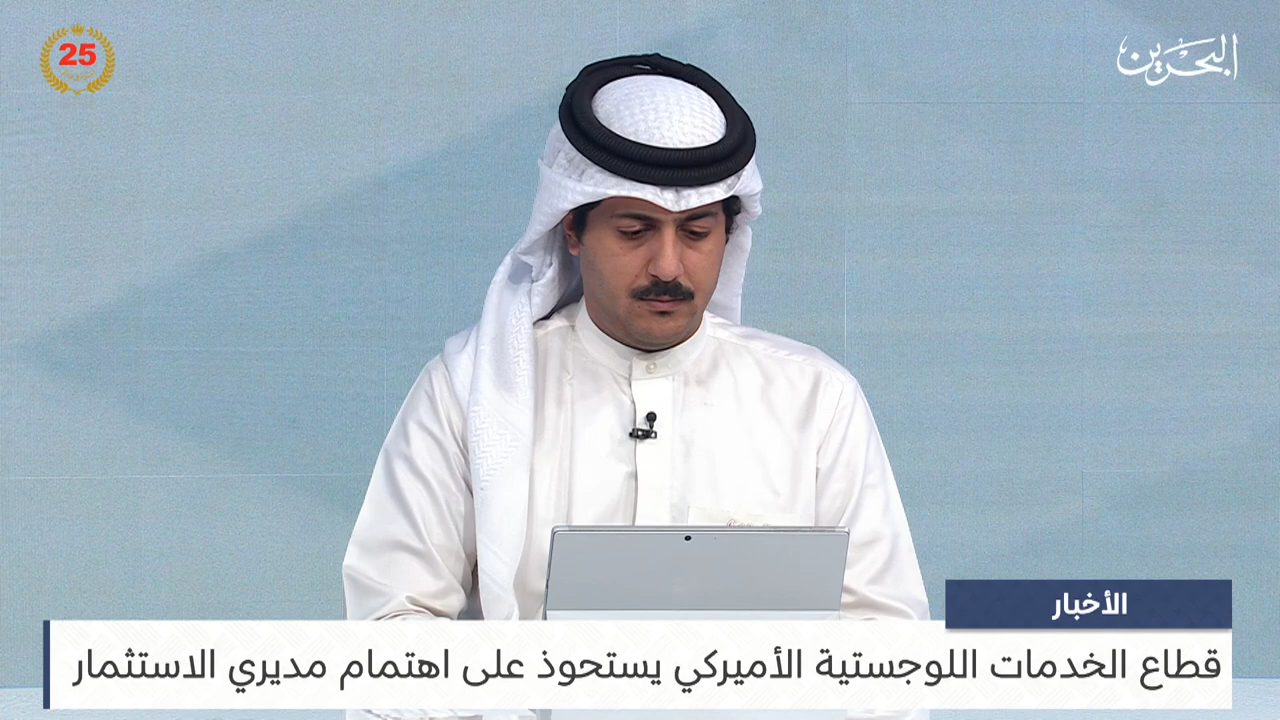 25
البحرين
الأخبار
قطاع الخدمات اللوجستية الأميركي يستحوذ على اهتمام مديري الاستثمار